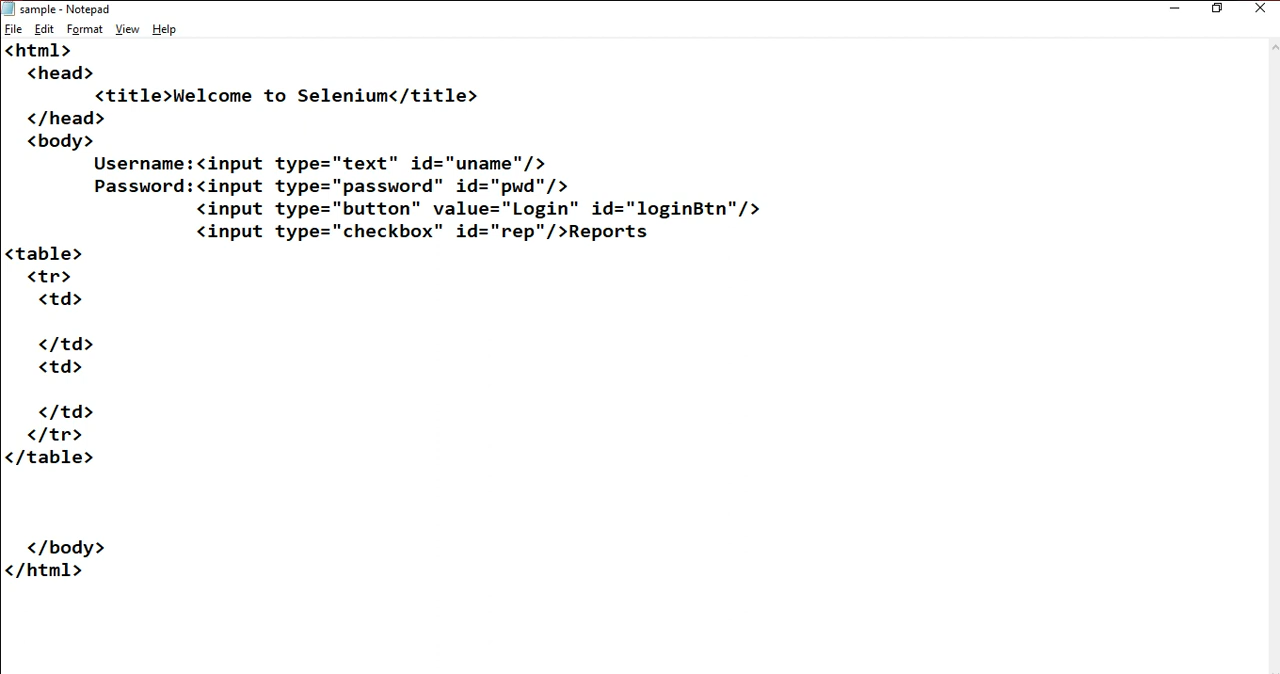 sample - Notepad
File Edit Format View Help
<html>
  <head>
        <title>Welcome to Selenium</title>
  </head>
  <body>
        Username:<input type="text" id="uname"/>
        Password:<input type="password" id="pwd"/>
                 <input type="button" value="Login" id="loginBtn"/>
                 <input type="checkbox" id="rep"/>Reports
<table>
  <tr>
   <td>
   </td>
   <td>
   </td>
  </tr>
</table>
  </body>
</html>